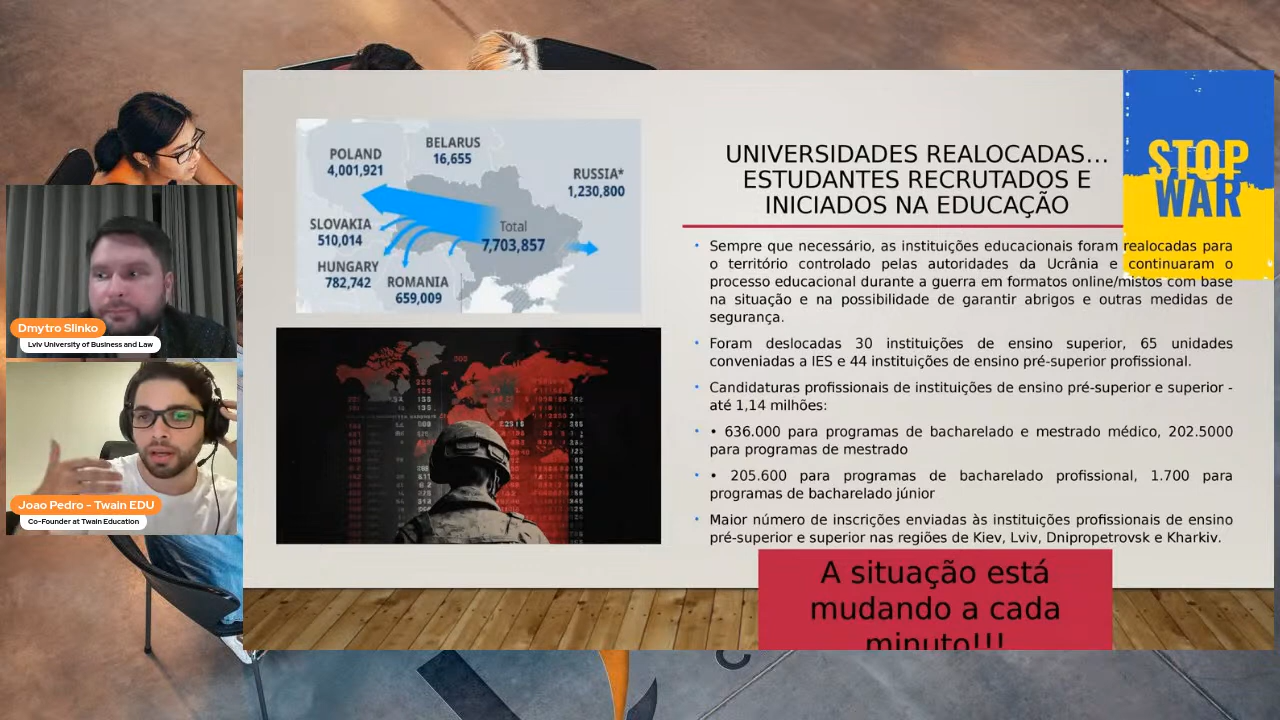 BELARUS
16,655
POLAND
4,001,921
RUSSIA*
1,230,800
SLOVAKIA
510,014
Total
7,703,857
HUNGARY
782,742
ROMANIA
659,009
UNIVERSIDADES REALOCADAS...
ESTUDANTES RECRUTADOS E
INICIADOS NA EDUCAÇÃO
STOP
WAR
• Sempre que necessário, as instituições educacionais foram realocadas para
o território controlado pelas autoridades da Ucrânia e continuaram o
processo educacional durante a guerra em formatos online/mistos com base
na situação e na possibilidade de garantir abrigos e outras medidas de
segurança.
• Foram deslocadas 30 instituições de ensino superior, 65 unidades
conveniadas a IES e 44 instituições de ensino pré-superior profissional.
• Candidaturas profissionais de instituições de ensino pré-superior e superior -
até 1,14 milhões:
• • 636.000 para programas de bacharelado e mestrado médico, 202.5000
para programas de mestrado
• • 205.600 para programas de bacharelado profissional, 1.700 para
programas de bacharelado júnior
• Maior número de inscrições enviadas às instituições profissionais de ensino
pré-superior e superior nas regiões de Kiev, Lviv, Dnipropetrovsk e Kharkiv.
A situação está
mudando a cada
minuto!!!
Dmytro Slinko
Lviv University of Business and Law
Joao Pedro - Twain EDU
Co-Founder at Twain Education